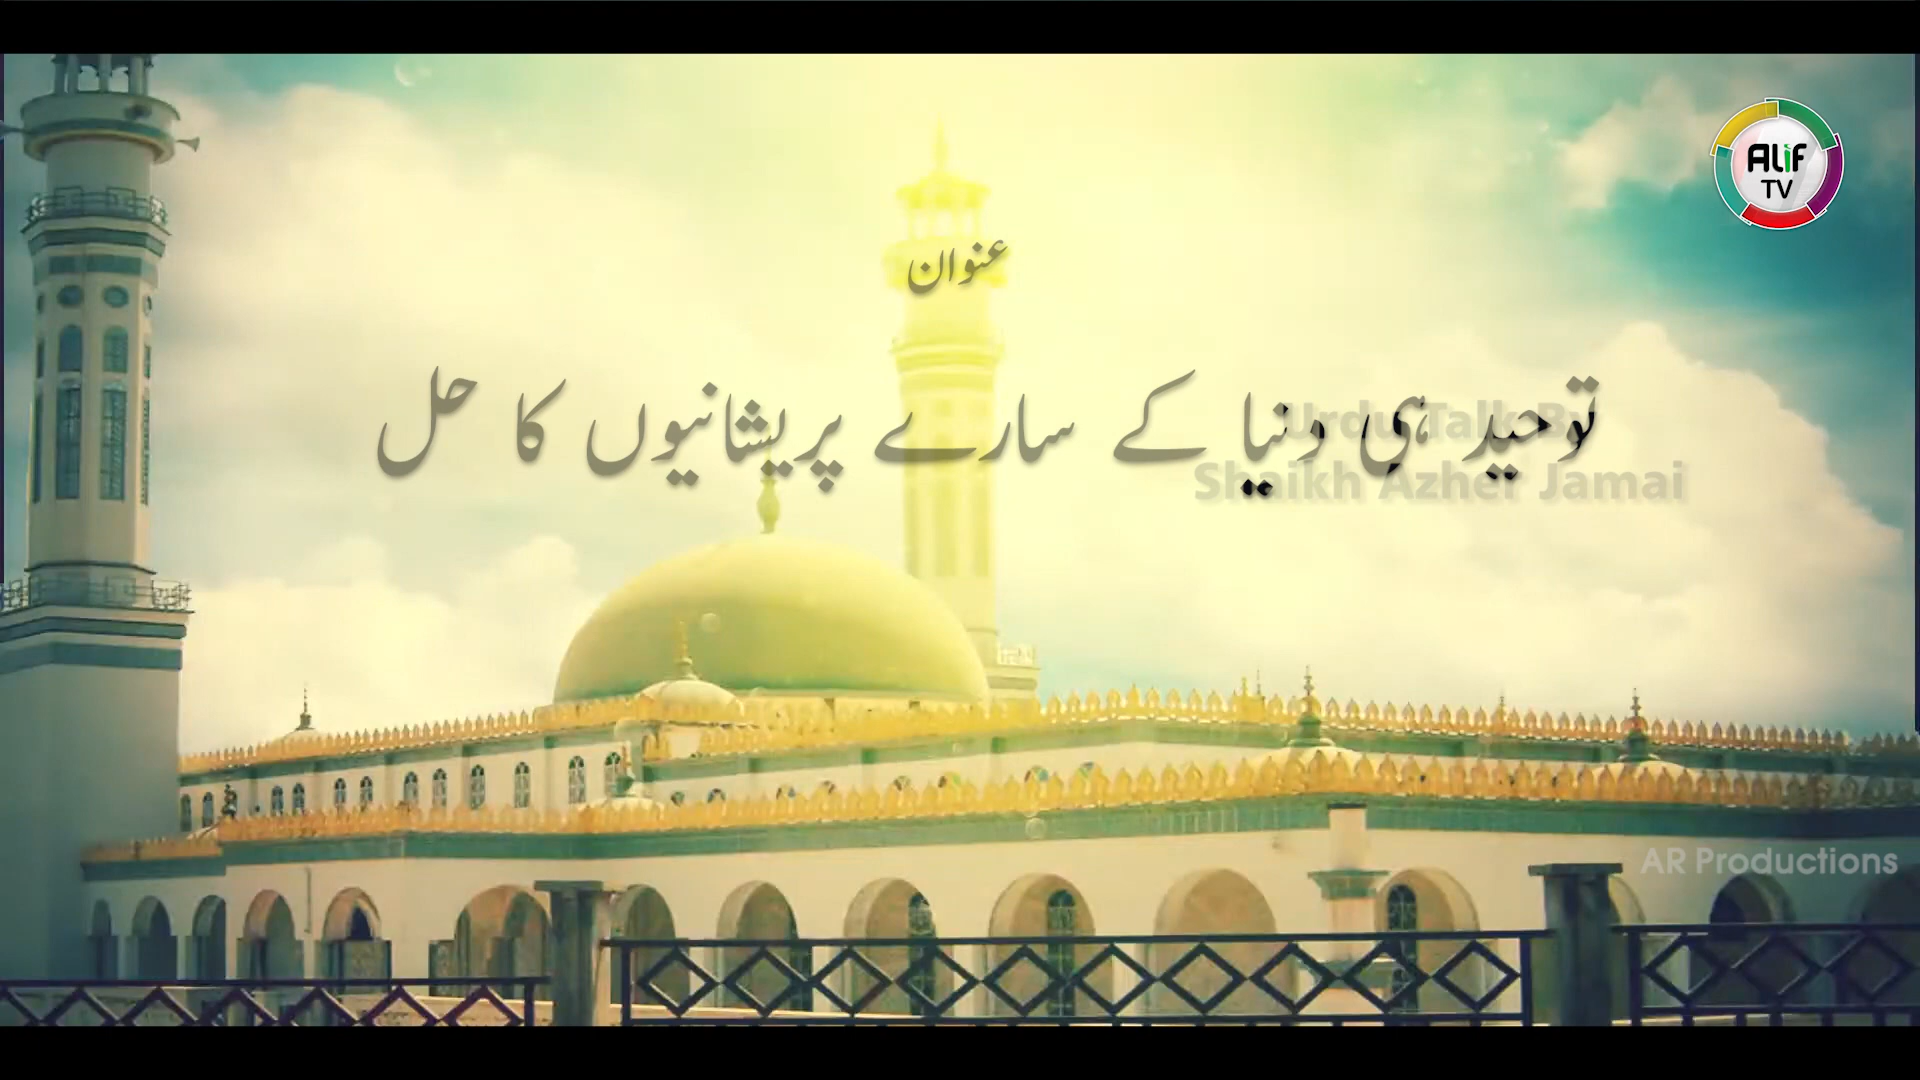 ALIF
TV
عنوان
توحید ہی دنیا کے سارے پریشانیوں کا حل
Urdu Talk By
Shaikh Azher Jamai
AR Productions